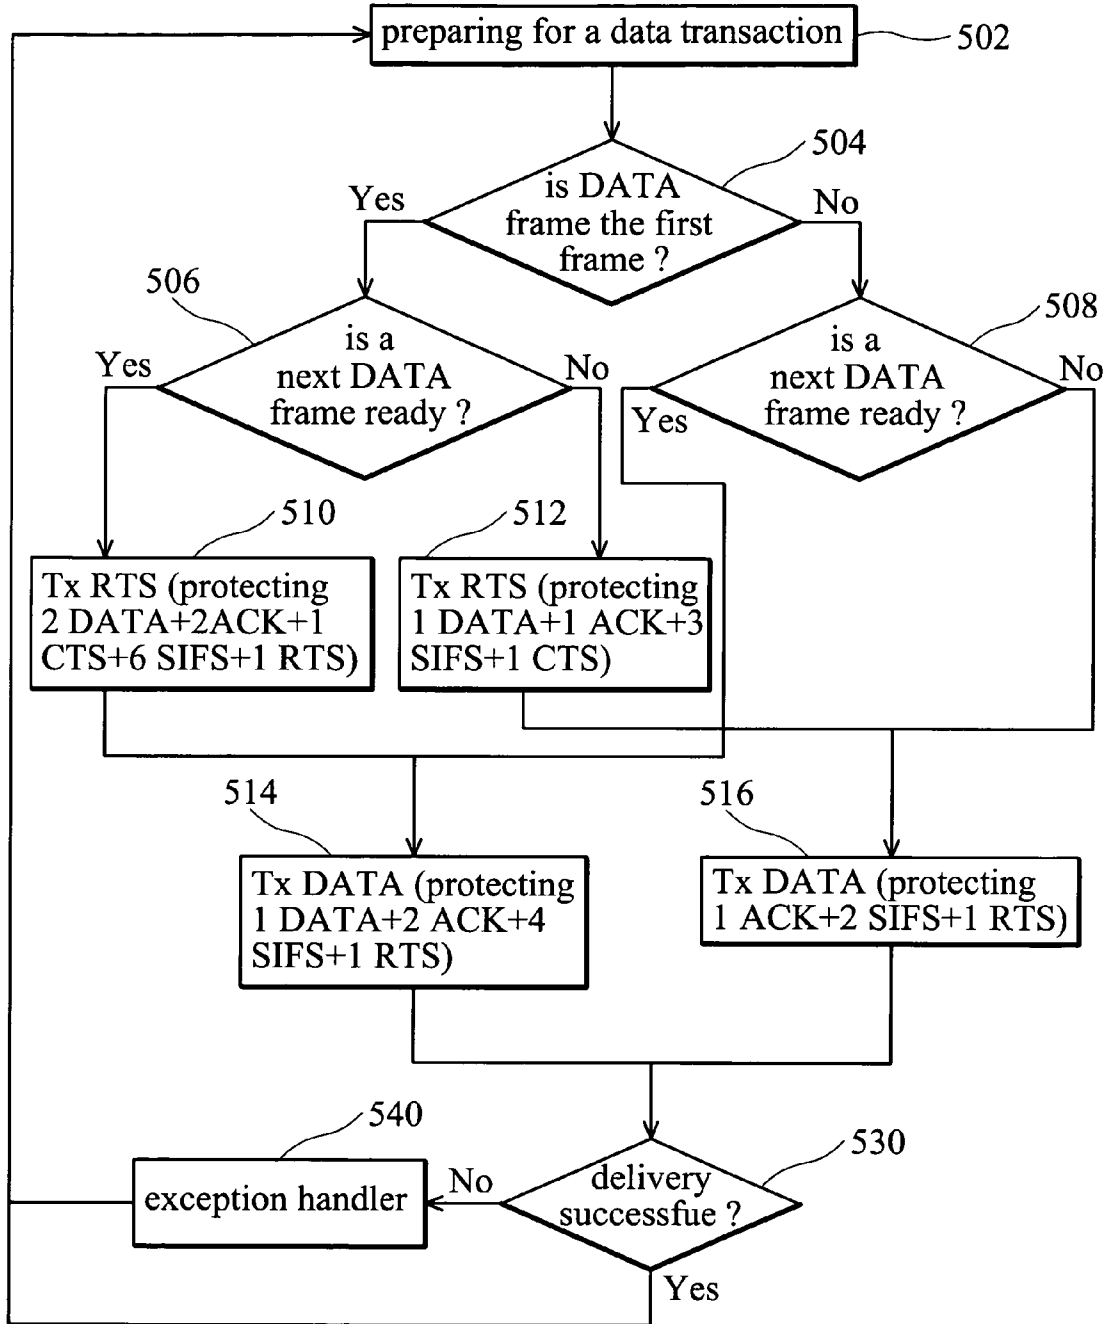 preparing for a data transaction
502
504
is DATA
frame the first
frame ?
Yes
No
506
is a
next DATA
frame ready ?
Yes
No
508
is a
next DATA
frame ready ?
Yes
No
510
Tx RTS (protecting
2 DATA+2ACK+1
CTS+6 SIFS+1 RTS)
512
Tx RTS (protecting
1 DATA+1 ACK+3
SIFS+1 CTS)
514
Tx DATA (protecting
1 DATA+2 ACK+4
SIFS+1 RTS)
516
Tx DATA (protecting
1 ACK+2 SIFS+1 RTS)
540
exception handler
No
530
delivery
successfue ?
Yes